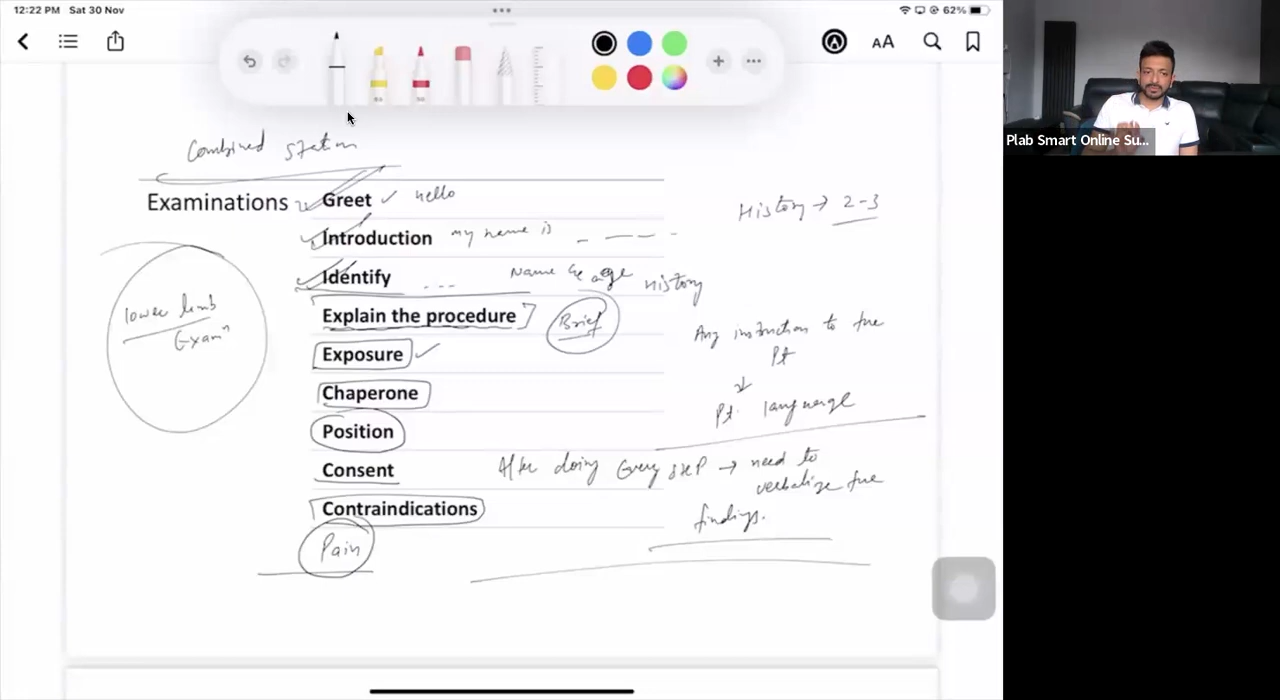 12:22 PM Sat 30 Nov
62%
AA
Plab Smart Online Su...
Combined station
Examinations
Greet ✓ hello
Introduction my name is _ _ _ -
Identify ... Name & age
History → 2-3
History
Explain the procedure Brief
lower limb
Examⁿ
Exposure ✓
Any instruction to the
Pt
↓
Pt. language
Chaperone
Position
Consent
After doing Every step → need to
verbalize the
findings.
Contraindications
Pain